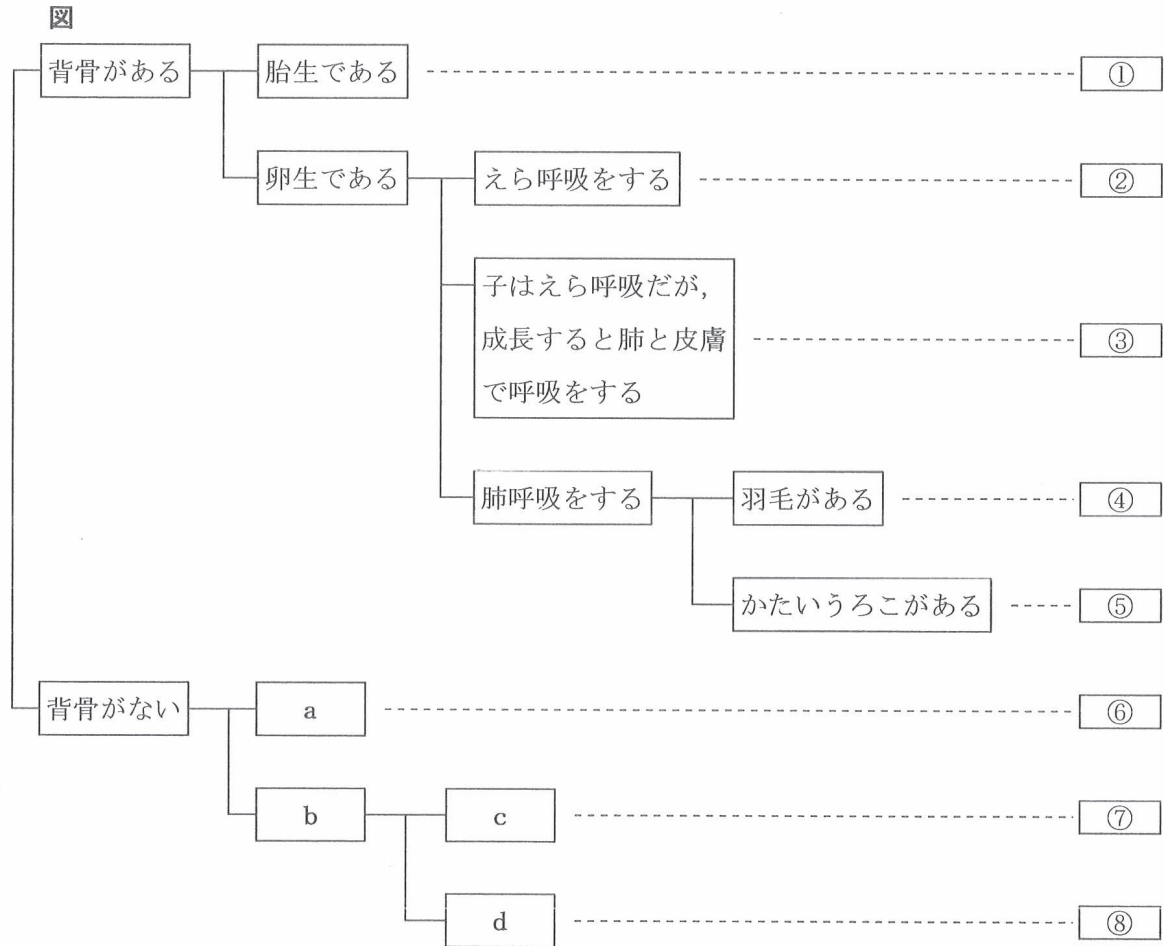 図
背骨がある
胎生である
①
卵生である
えら呼吸をする
②
子はえら呼吸だが,
成長すると肺と皮膚
で呼吸をする
③
肺呼吸をする
羽毛がある
④
かたいうろこがある
⑤
背骨がない
a
⑥
b
c
⑦
d
⑧